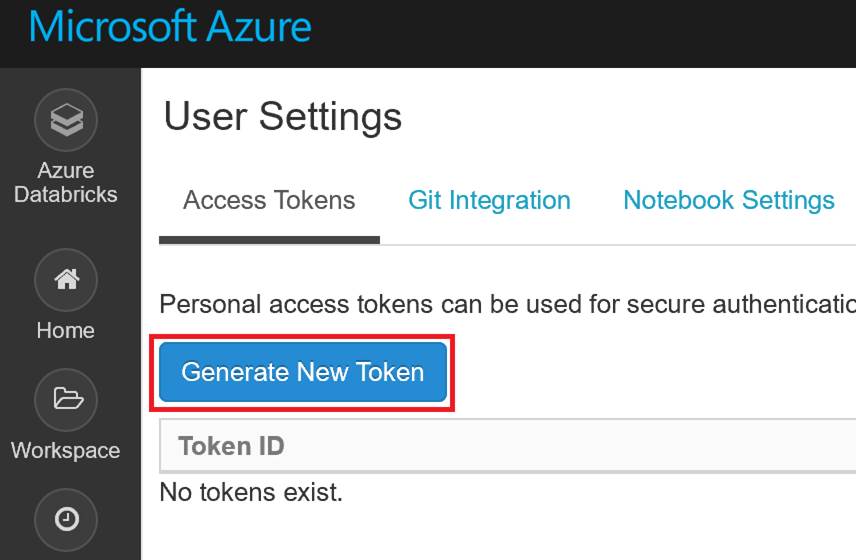 Microsoft Azure
Azure
Databricks
Home
Workspace
User Settings
Access Tokens Git Integration Notebook Settings
Personal access tokens can be used for secure authenticatio
Generate New Token
Token ID
No tokens exist.